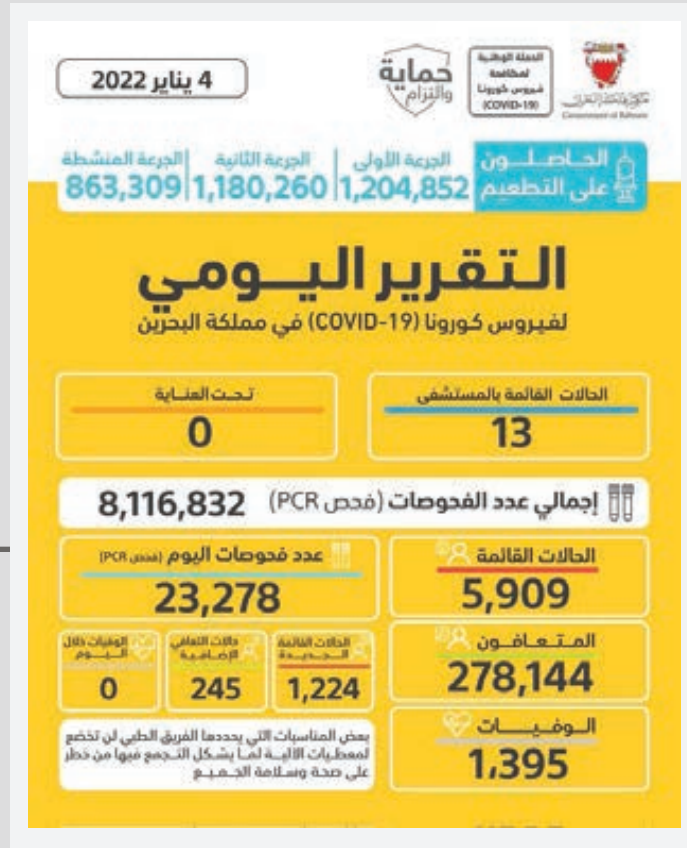 4 يناير 2022
حماية
والتزام
الحملة الوطنية
لمكافحة
فيروس كورونا
(COVID-19)
Government of Bahrain
الحاصلون
على التطعيم
الجرعة الأولى
1,204,852
الجرعة الثانية
1,180,260
الجرعة المنشطة
863,309
التقرير اليومي
لفيروس كورونا (COVID-19) في مملكة البحرين
الحالات القائمة بالمستشفى
13
تحت العناية
0
إجمالي عدد الفحوصات (فحص PCR) 8,116,832
الحالات القائمة
5,909
عدد فحوصات اليوم (فحص PCR)
23,278
المتعافون
278,144
الحالات القائمة
الجديدة
1,224
حالات التعافي
الإضافية
245
الوفيات خلال
اليوم
0
الوفيات
1,395
بعض المناسبات التي يحددها الفريق الطبي لن تخضع
لمعطيات الآلية لما يشكل التجمع فيها من خطر
على صحة وسلامة الجميع